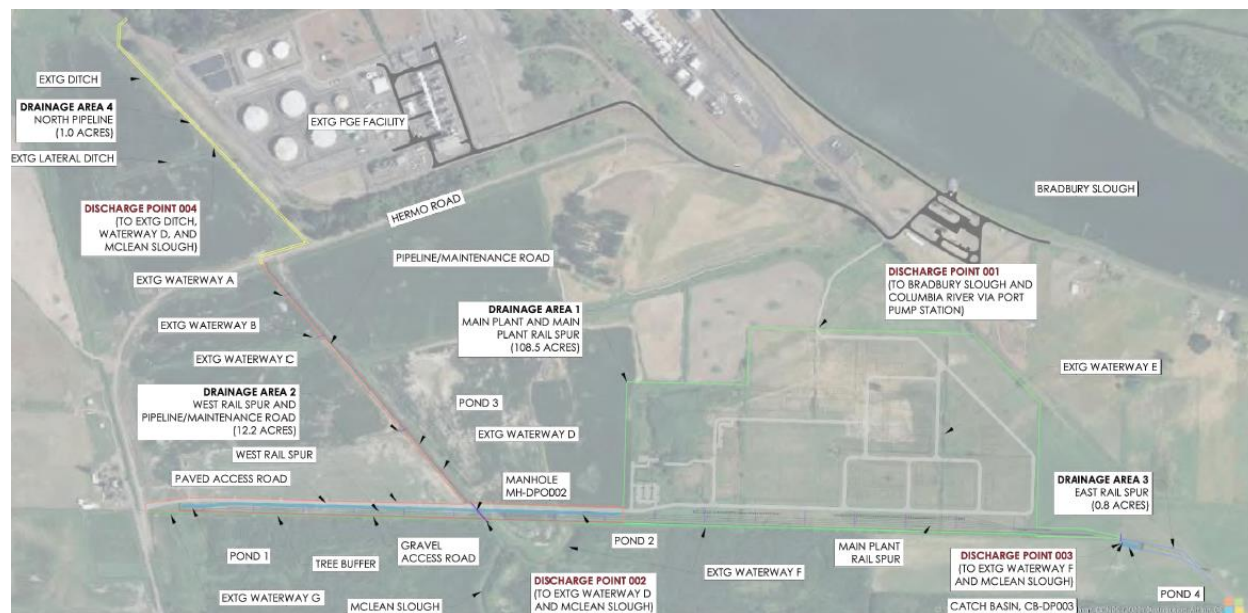 EXTG DITCH
DRAINAGE AREA 4
NORTH PIPELINE
(1.0 ACRES)
EXTG LATERAL DITCH
EXTG PGE FACILITY
BRADBURY SLOUGH
DISCHARGE POINT 004
(TO EXTG DITCH,
WATERWAY D, AND
MCLEAN SLOUGH)
HERMO ROAD
PIPELINE/MAINTENANCE ROAD
DISCHARGE POINT 001
(TO BRADBURY SLOUGH AND
COLUMBIA RIVER VIA PORT
PUMP STATION)
EXTG WATERWAY A
DRAINAGE AREA 1
MAIN PLANT AND MAIN
PLANT RAIL SPUR
(108.5 ACRES)
EXTG WATERWAY B
EXTG WATERWAY C
EXTG WATERWAY E
DRAINAGE AREA 2
WEST RAIL SPUR AND
PIPELINE/MAINTENANCE ROAD
(12.2 ACRES)
POND 3
EXTG WATERWAY D
WEST RAIL SPUR
PAVED ACCESS ROAD
MANHOLE
MH-DPO002
DRAINAGE AREA 3
EAST RAIL SPUR
(0.8 ACRES)
POND 1
TREE BUFFER
GRAVEL
ACCESS ROAD
POND 2
MAIN PLANT
RAIL SPUR
EXTG WATERWAY F
DISCHARGE POINT 003
(TO EXTG WATERWAY F
AND MCLEAN SLOUGH)
POND 4
EXTG WATERWAY G
MCLEAN SLOUGH
DISCHARGE POINT 002
(TO EXTG WATERWAY D
AND MCLEAN SLOUGH)
CATCH BASIN, CB-DP003